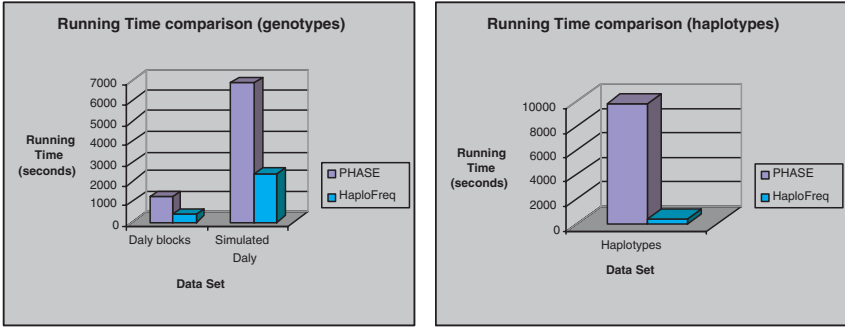 Running Time comparison (genotypes)
7000
6000
5000
4000
3000
2000
1000
0
Running
Time
(seconds)
Daly blocks
Simulated
Daly
Data Set
PHASE
HaploFreq
Running Time comparison (haplotypes)
10000
8000
6000
4000
2000
0
Running
Time
(seconds)
Haplotypes
Data Set
PHASE
HaploFreq